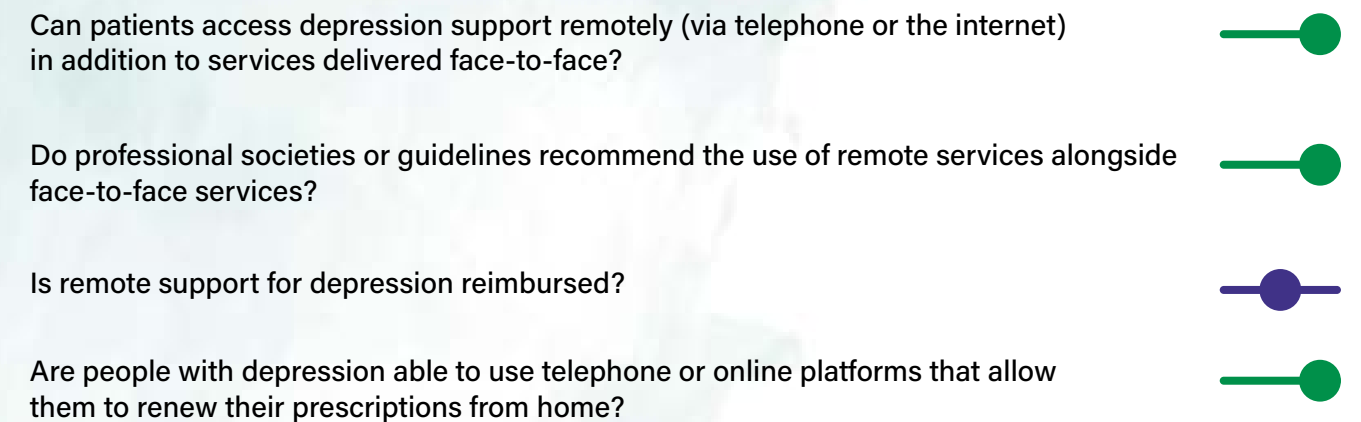 Can patients access depression support remotely (via telephone or the internet)
in addition to services delivered face-to-face?
Do professional societies or guidelines recommend the use of remote services alongside
face-to-face services?
Is remote support for depression reimbursed?
Are people with depression able to use telephone or online platforms that allow
them to renew their prescriptions from home?